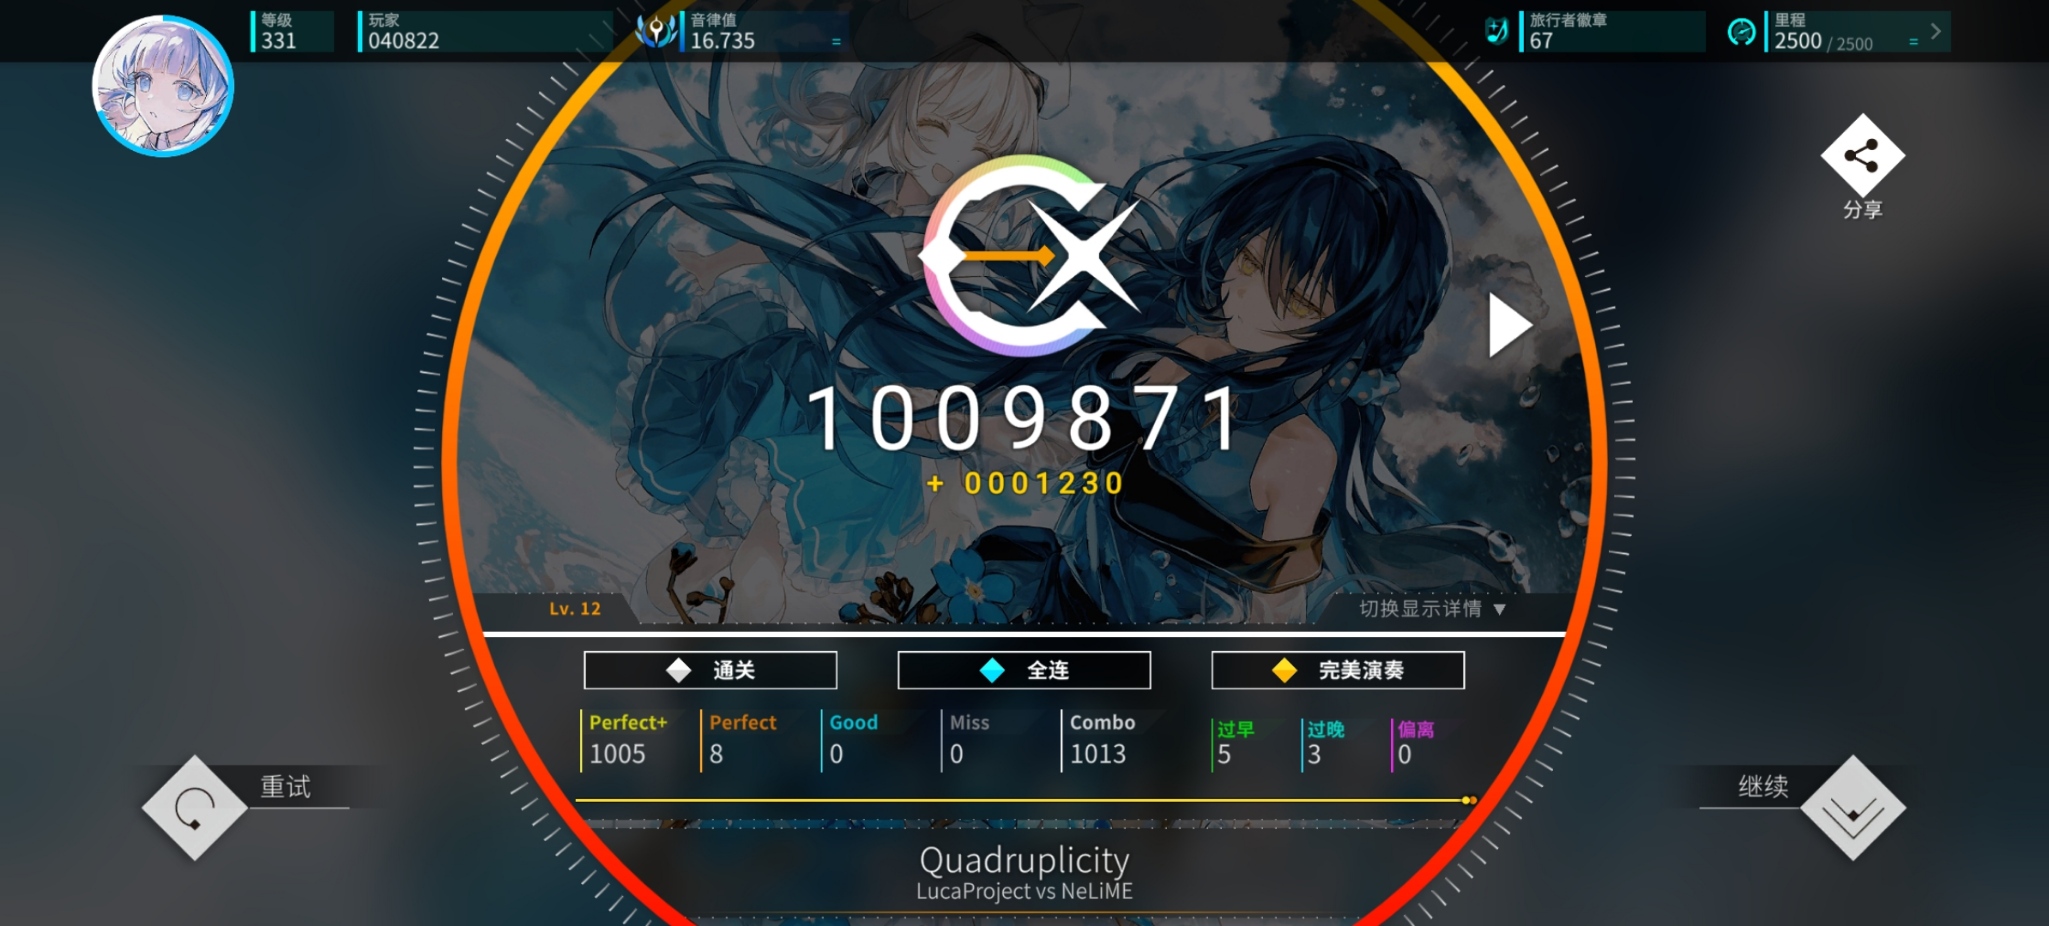 等级
331
玩家
040822
音律值
16.735 =
旅行者徽章
67
里程
2500 / 2500 =
分享
1009871
+ 0001230
Lv. 12
切换显示详情 ▼
通关
全连
完美演奏
Perfect+
1005
Perfect
8
Good
0
Miss
0
Combo
1013
过早
5
过晚
3
偏离
0
重试
继续
Quadruplicity
LucaProject vs NeLiME